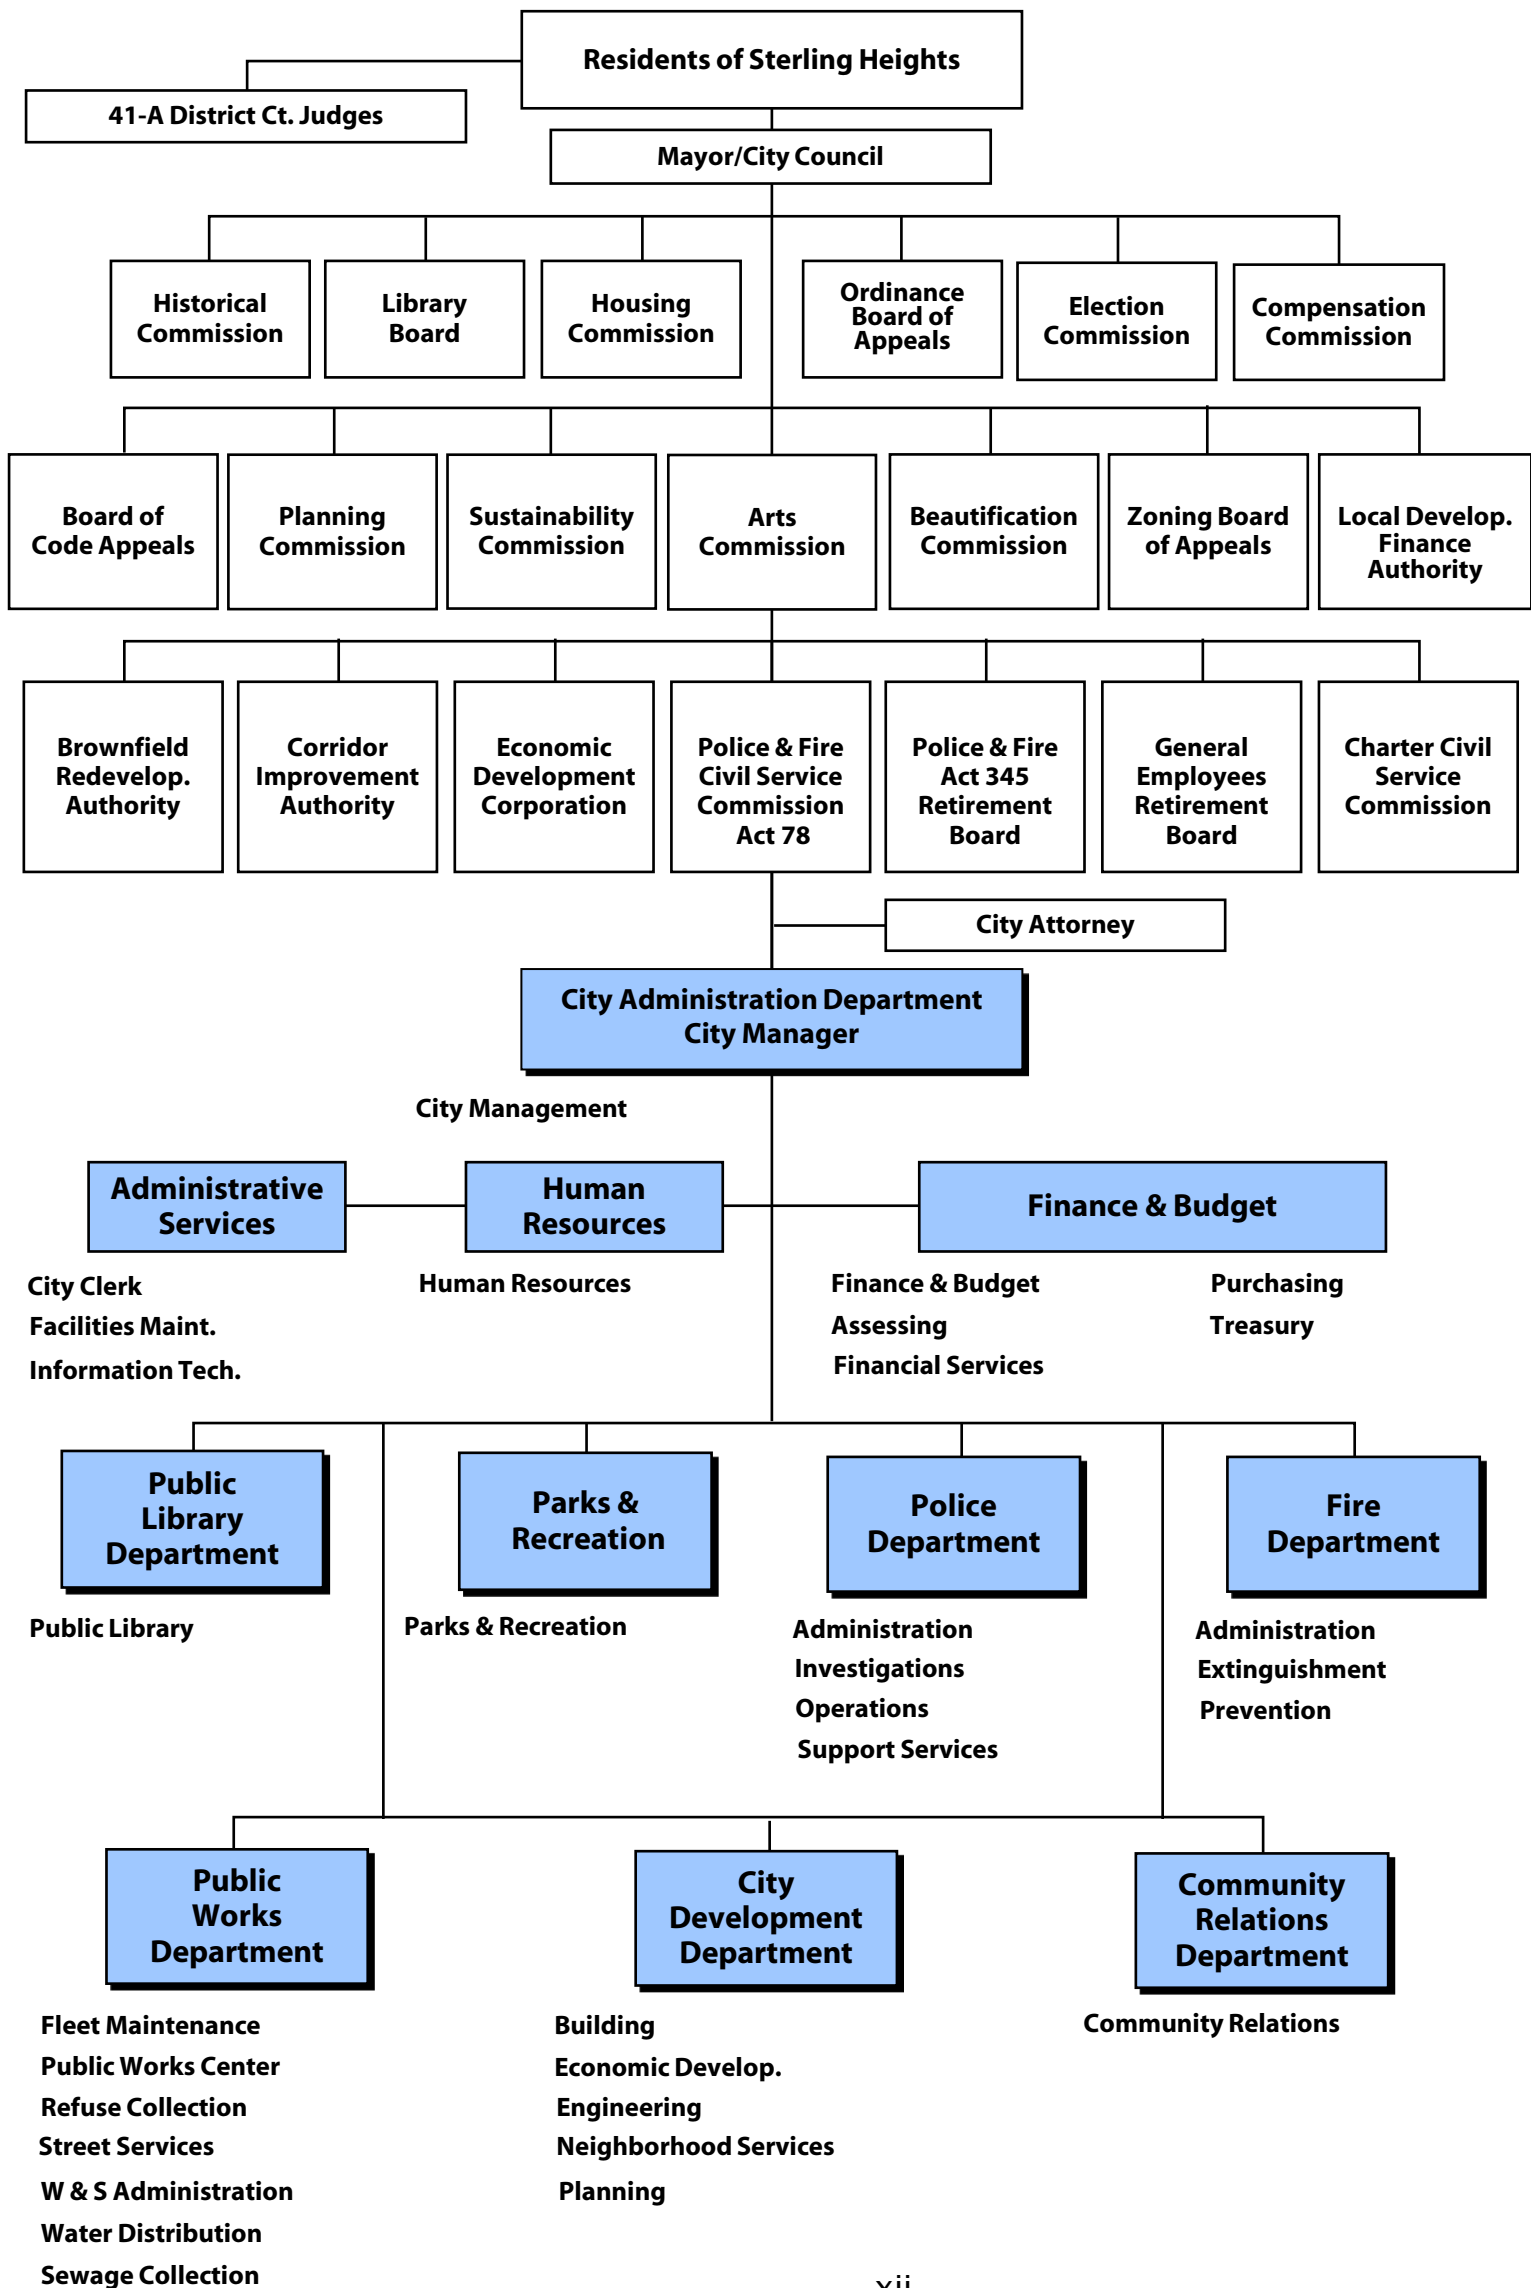 Residents of Sterling Heights
41-A District Ct. Judges
Mayor/City Council
Historical
Commission
Library
Board
Housing
Commission
Ordinance
Board of
Appeals
Election
Commission
Compensation
Commission
Board of
Code Appeals
Planning
Commission
Sustainability
Commission
Arts
Commission
Beautification
Commission
Zoning Board
of Appeals
Local Develop.
Finance
Authority
Brownfield
Redevelop.
Authority
Corridor
Improvement
Authority
Economic
Development
Corporation
Police & Fire
Civil Service
Commission
Act 78
Police & Fire
Act 345
Retirement
Board
General
Employees
Retirement
Board
Charter Civil
Service
Commission
City Attorney
City Administration Department
City Manager
City Management
Administrative
Services
Human
Resources
Finance & Budget
City Clerk
Facilities Maint.
Information Tech.
Human Resources
Finance & Budget
Assessing
Financial Services
Purchasing
Treasury
Public
Library
Department
Parks &
Recreation
Police
Department
Fire
Department
Public Library
Parks & Recreation
Administration
Investigations
Operations
Support Services
Administration
Extinguishment
Prevention
Public
Works
Department
City
Development
Department
Community
Relations
Department
Fleet Maintenance
Public Works Center
Refuse Collection
Street Services
W & S Administration
Water Distribution
Sewage Collection
Building
Economic Develop.
Engineering
Neighborhood Services
Planning
Community Relations
xii